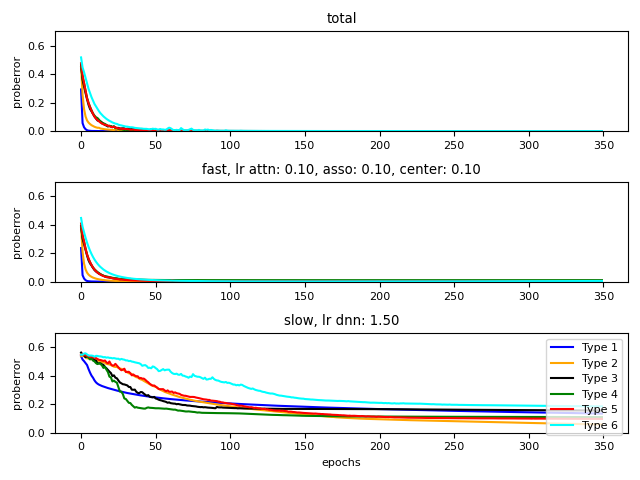 total
proberror
0.6
0.4
0.2
0.0
0 50 100 150 200 250 300 350
fast, lr attn: 0.10, asso: 0.10, center: 0.10
proberror
0.6
0.4
0.2
0.0
0 50 100 150 200 250 300 350
slow, lr dnn: 1.50
proberror
0.6
0.4
0.2
0.0
Type 1
Type 2
Type 3
Type 4
Type 5
Type 6
0 50 100 150 200 250 300 350
epochs